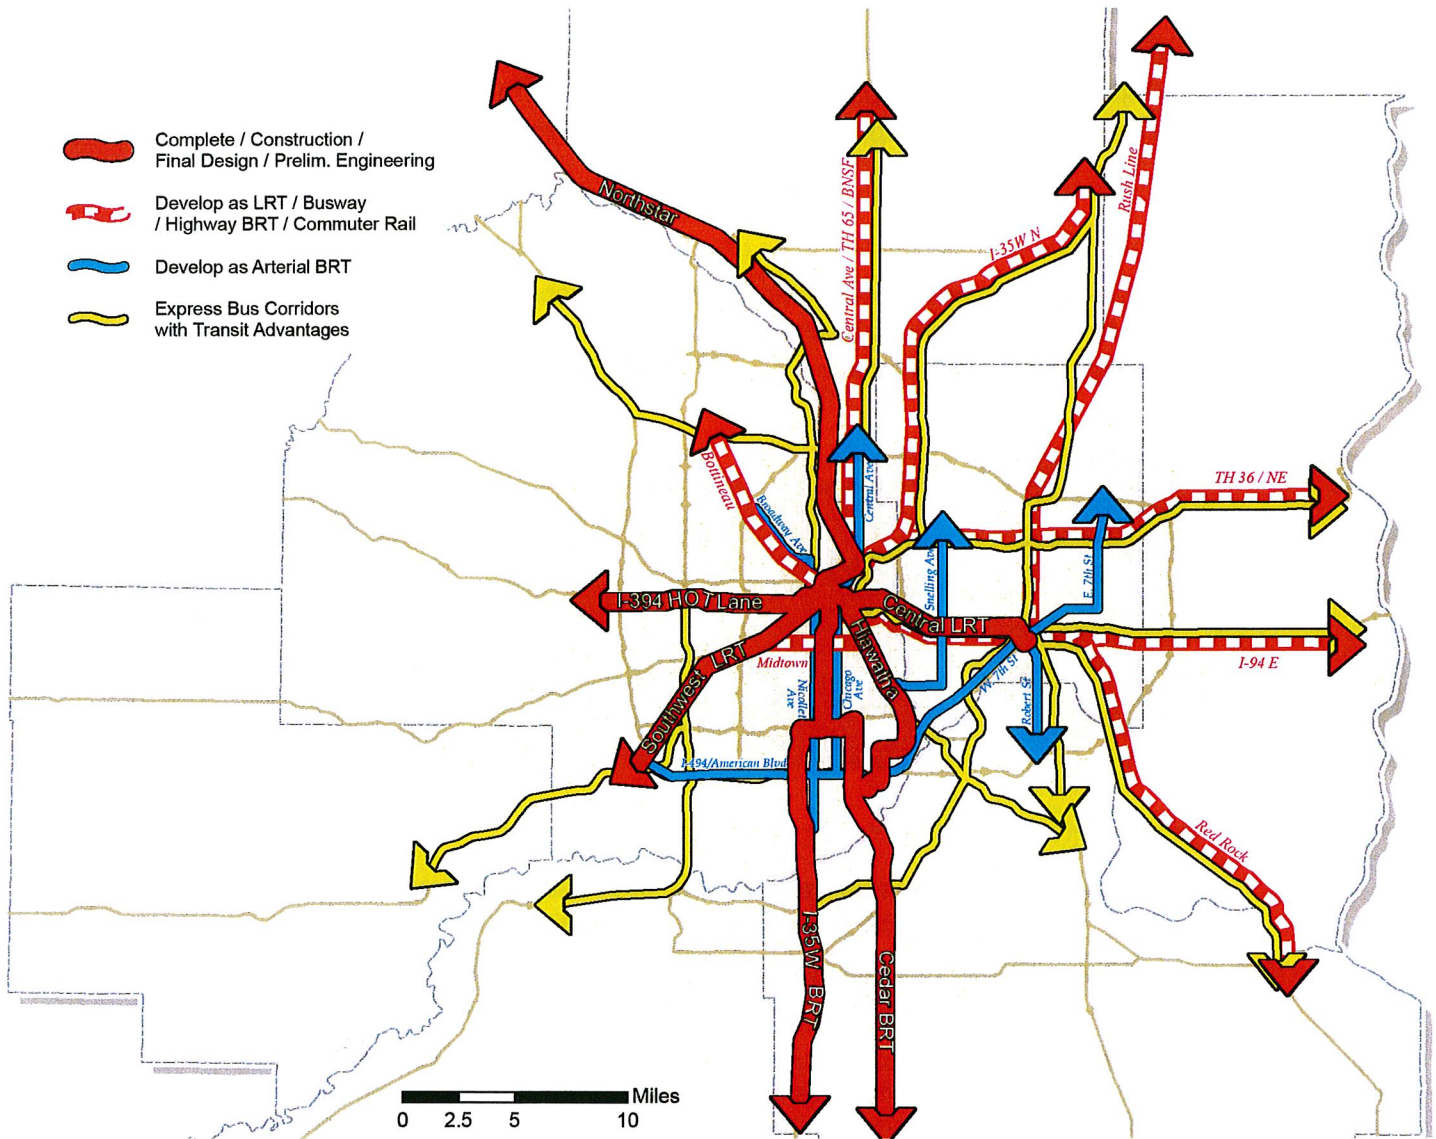 Complete / Construction /
Final Design / Prelim. Engineering
Develop as LRT / Busway
/ Highway BRT / Commuter Rail
Develop as Arterial BRT
Express Bus Corridors
with Transit Advantages
Northstar
Central Ave / TH 65 / BNSF
I-35W N
Rush Line
Bottineau
Broadway Ave
Central Ave
TH 36 / NE
Snelling Ave
E. 7th St
I-394 HOT Lane
Central LRT
Hiawatha
Southwest LRT
Midtown
Nicollet
Ave
Chicago
Ave
W. 7th St
Robert St
I-94 E
I-494/American Blvd
Red Rock
I-35W BRT
Cedar BRT
Miles
0 2.5 5 10